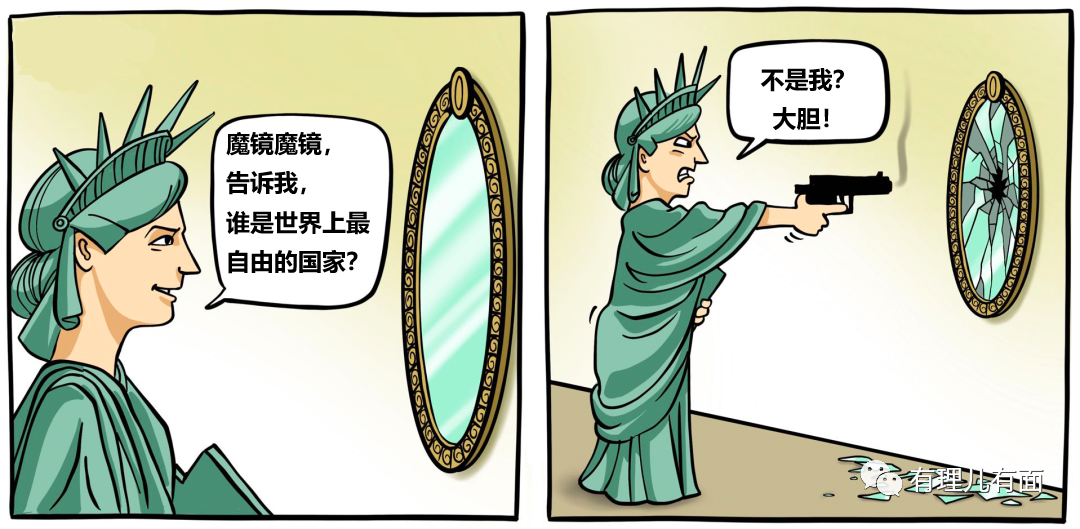 魔镜魔镜，
告诉我，
谁是世界上最
自由的国家？
不是我？
大胆！
有理儿有面